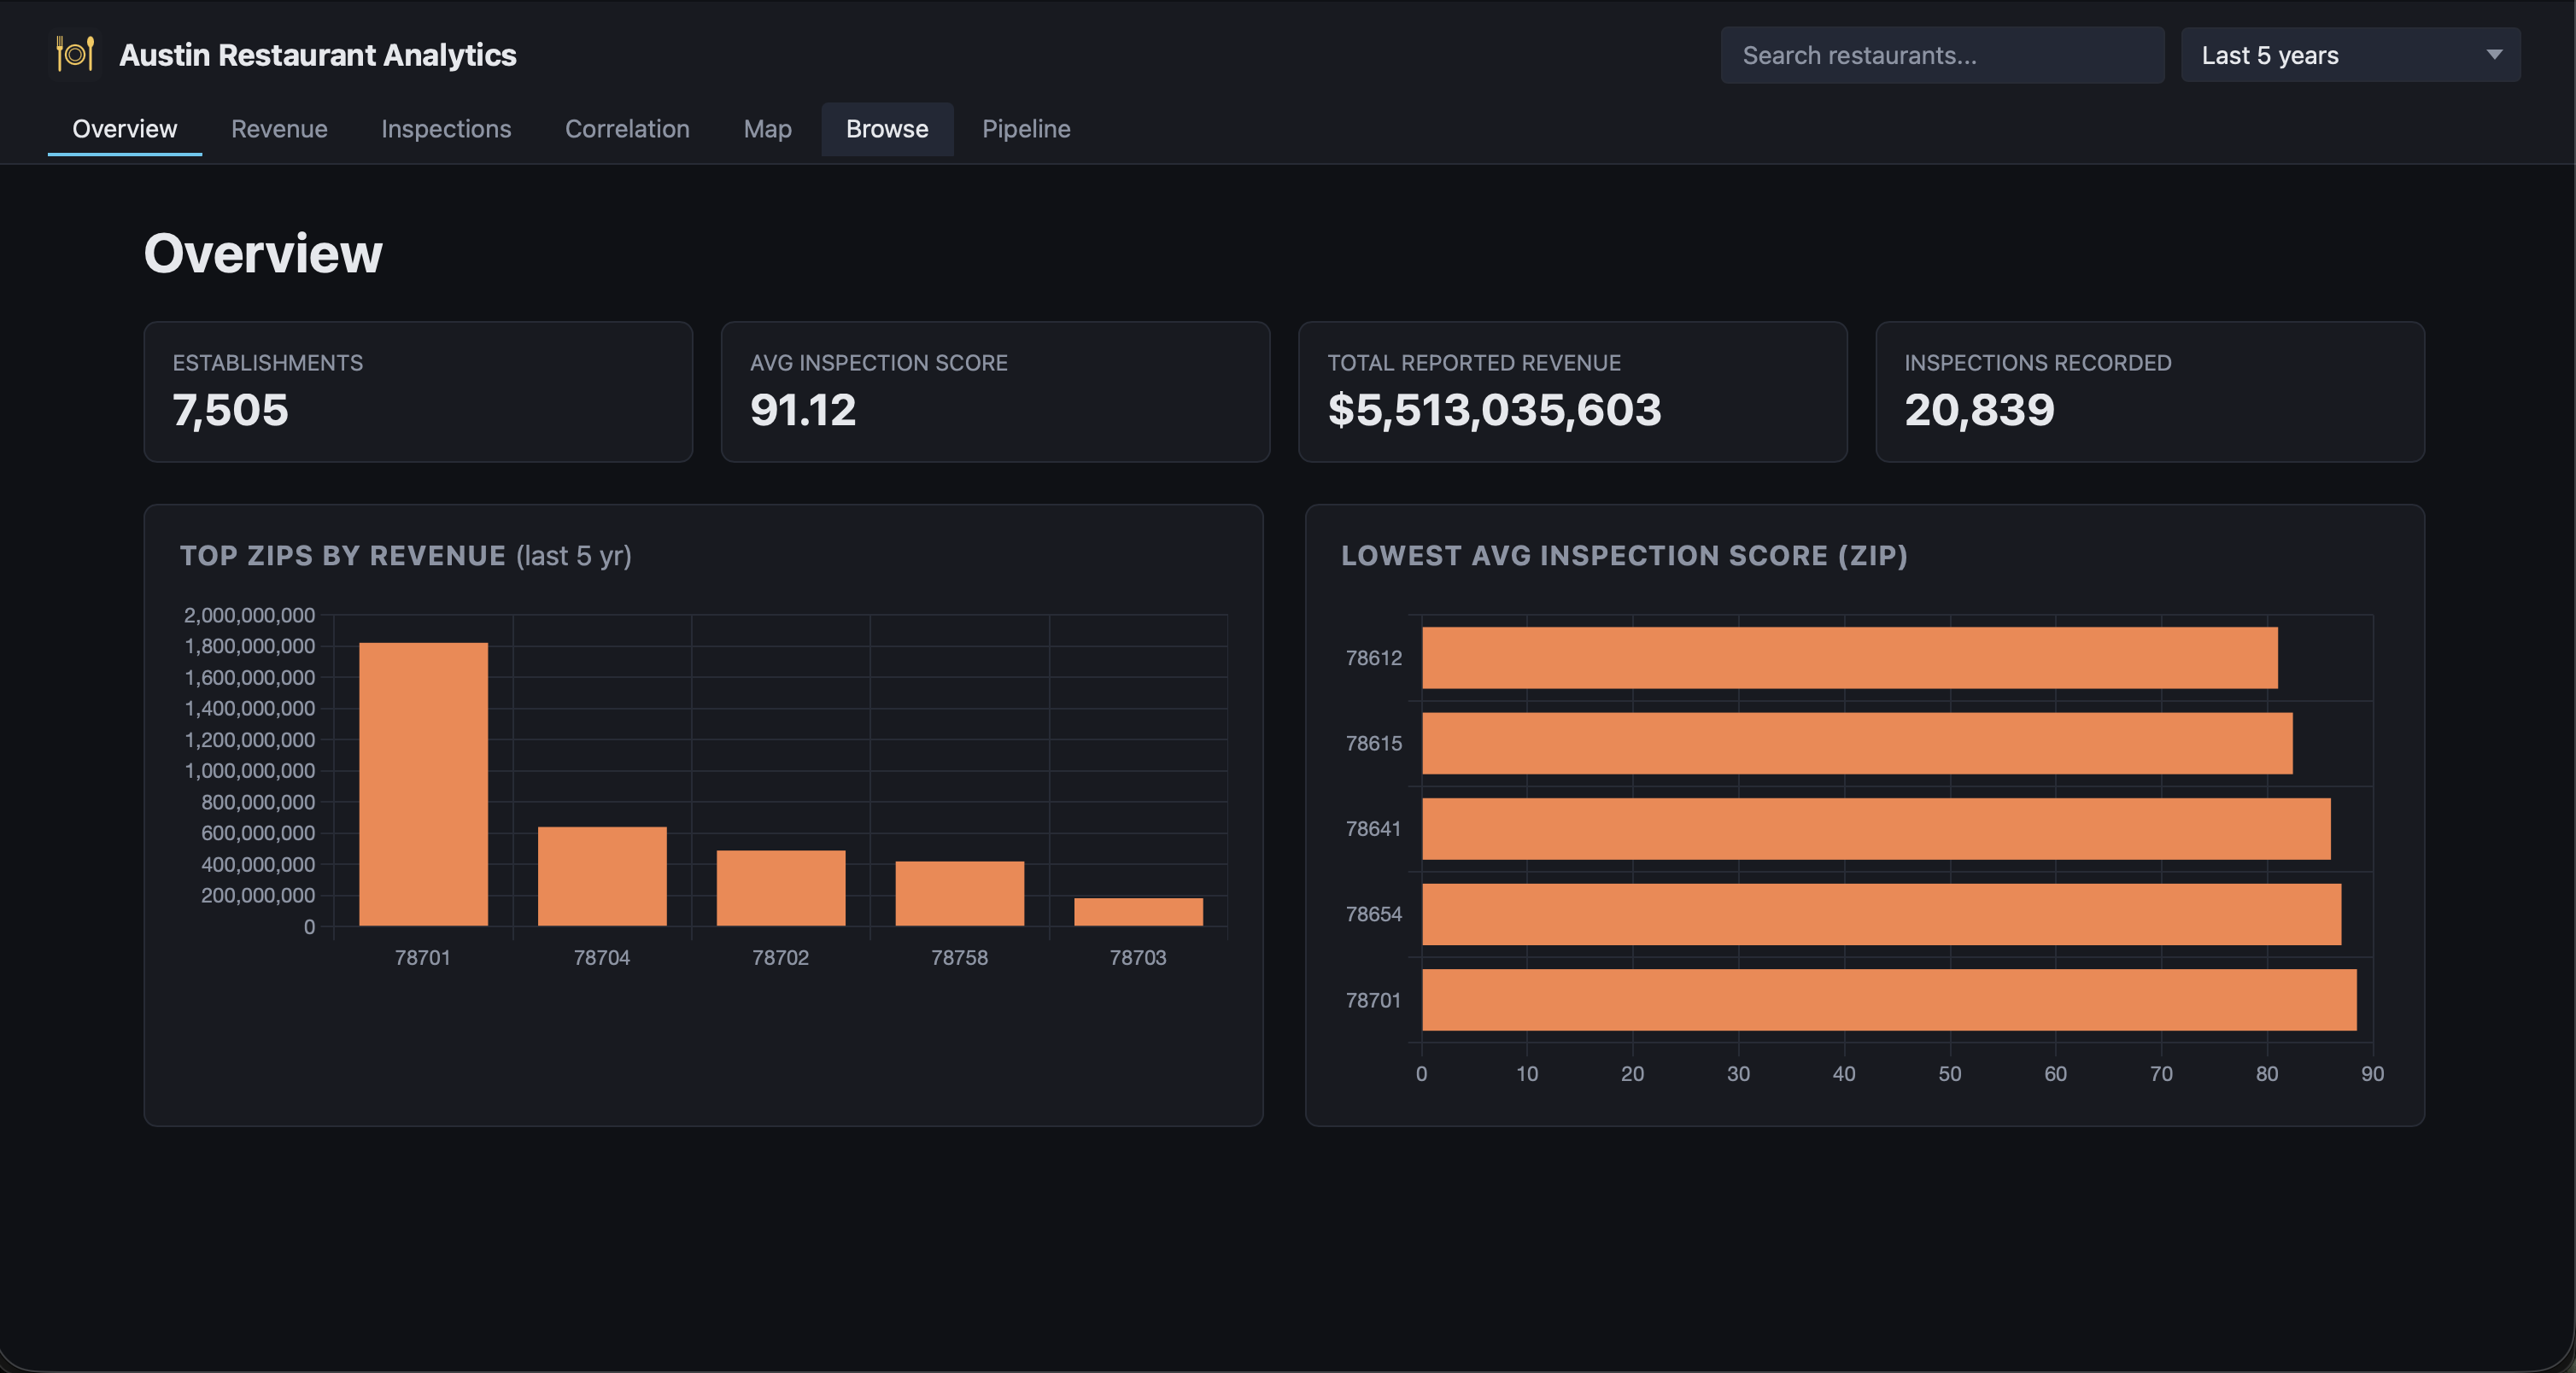 Austin Restaurant Analytics
Search restaurants...
Last 5 years
Overview
Revenue
Inspections
Correlation
Map
Browse
Pipeline
Overview
ESTABLISHMENTS
7,505
AVG INSPECTION SCORE
91.12
TOTAL REPORTED REVENUE
$5,513,035,603
INSPECTIONS RECORDED
20,839
TOP ZIPS BY REVENUE (last 5 yr)
2,000,000,000
1,800,000,000
1,600,000,000
1,400,000,000
1,200,000,000
1,000,000,000
800,000,000
600,000,000
400,000,000
200,000,000
0
78701
78704
78702
78758
78703
LOWEST AVG INSPECTION SCORE (ZIP)
78612
78615
78641
78654
78701
0
10
20
30
40
50
60
70
80
90